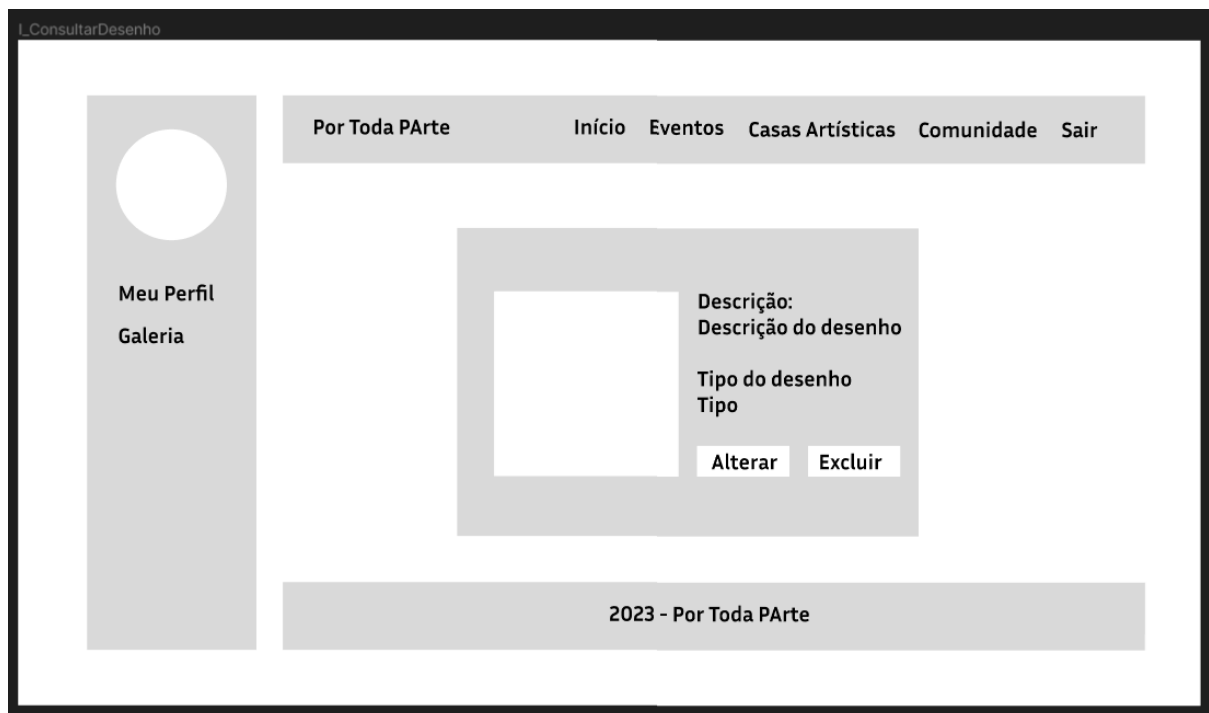 I_ConsultarDesenho
Por Toda PArte
Início
Eventos
Casas Artísticas
Comunidade
Sair
Meu Perfil
Galeria
Descrição:
Descrição do desenho
Tipo do desenho
Tipo
Alterar
Excluir
2023 - Por Toda PArte